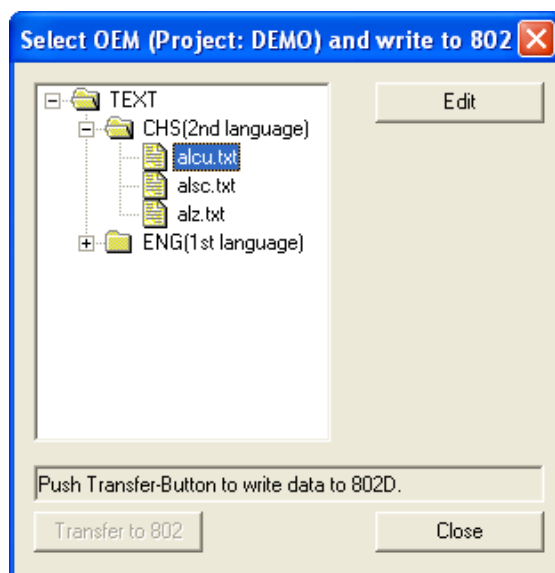 Select OEM (Project: DEMO) and write to 802
TEXT
Edit
CHS(2nd language)
alcu.txt
alsc.txt
alz.txt
ENG(1st language)
Push Transfer-Button to write data to 802D.
Transfer to 802
Close